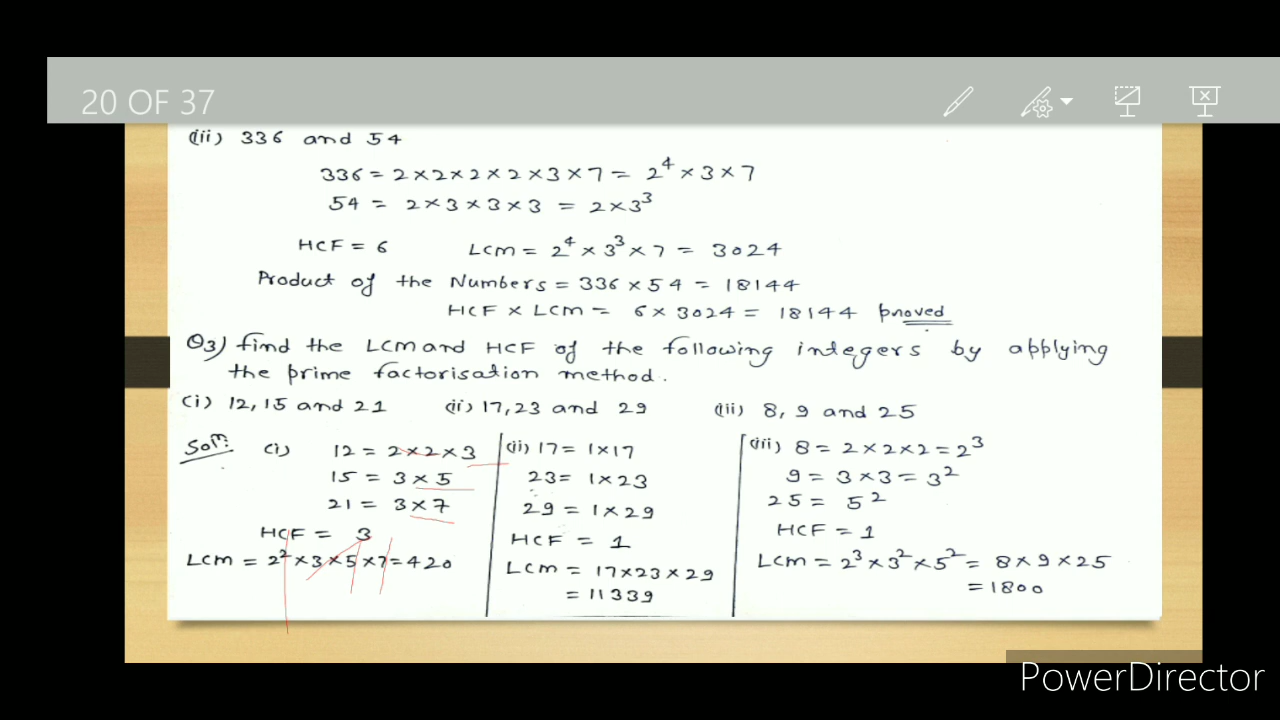 20 OF 37
(iii) 336 and 54
336 = 2×2×2×2×3×7 = 2⁴×3×7
54 = 2×3×3×3 = 2×3³
HCF = 6 LCM = 2⁴×3³×7 = 3024
Product of the Numbers = 336×54 = 18144
HCF × LCM = 6×3024 = 18144 proved
Q3) find the LCM and HCF of the following integers by applying
the prime factorisation method.
(i) 12, 15 and 21 (ii) 17, 23 and 29 (iii) 8, 9 and 25
Solⁿ. (i) 12 = 2×2×3
15 = 3×5
21 = 3×7
HCF = 3
LCM = 2²×3×5×7 = 420
(ii) 17 = 1×17
23 = 1×23
29 = 1×29
HCF = 1
LCM = 17×23×29
= 11339
(iii) 8 = 2×2×2 = 2³
9 = 3×3 = 3²
25 = 5²
HCF = 1
LCM = 2³×3²×5² = 8×9×25
= 1800
PowerDirector